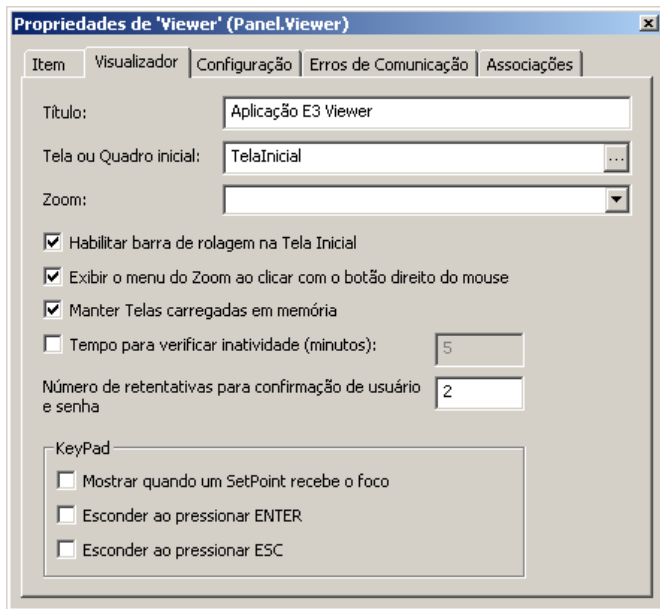 Propriedades de 'Viewer' (Panel.Viewer)
Item Visualizador Configuração Erros de Comunicação Associações
Título: Aplicação E3 Viewer
Tela ou Quadro inicial: TelaInicial ...
Zoom:
Habilitar barra de rolagem na Tela Inicial
Exibir o menu do Zoom ao clicar com o botão direito do mouse
Manter Telas carregadas em memória
Tempo para verificar inatividade (minutos): 5
Número de retentativas para confirmação de usuário
e senha 2
KeyPad
Mostrar quando um SetPoint recebe o foco
Esconder ao pressionar ENTER
Esconder ao pressionar ESC